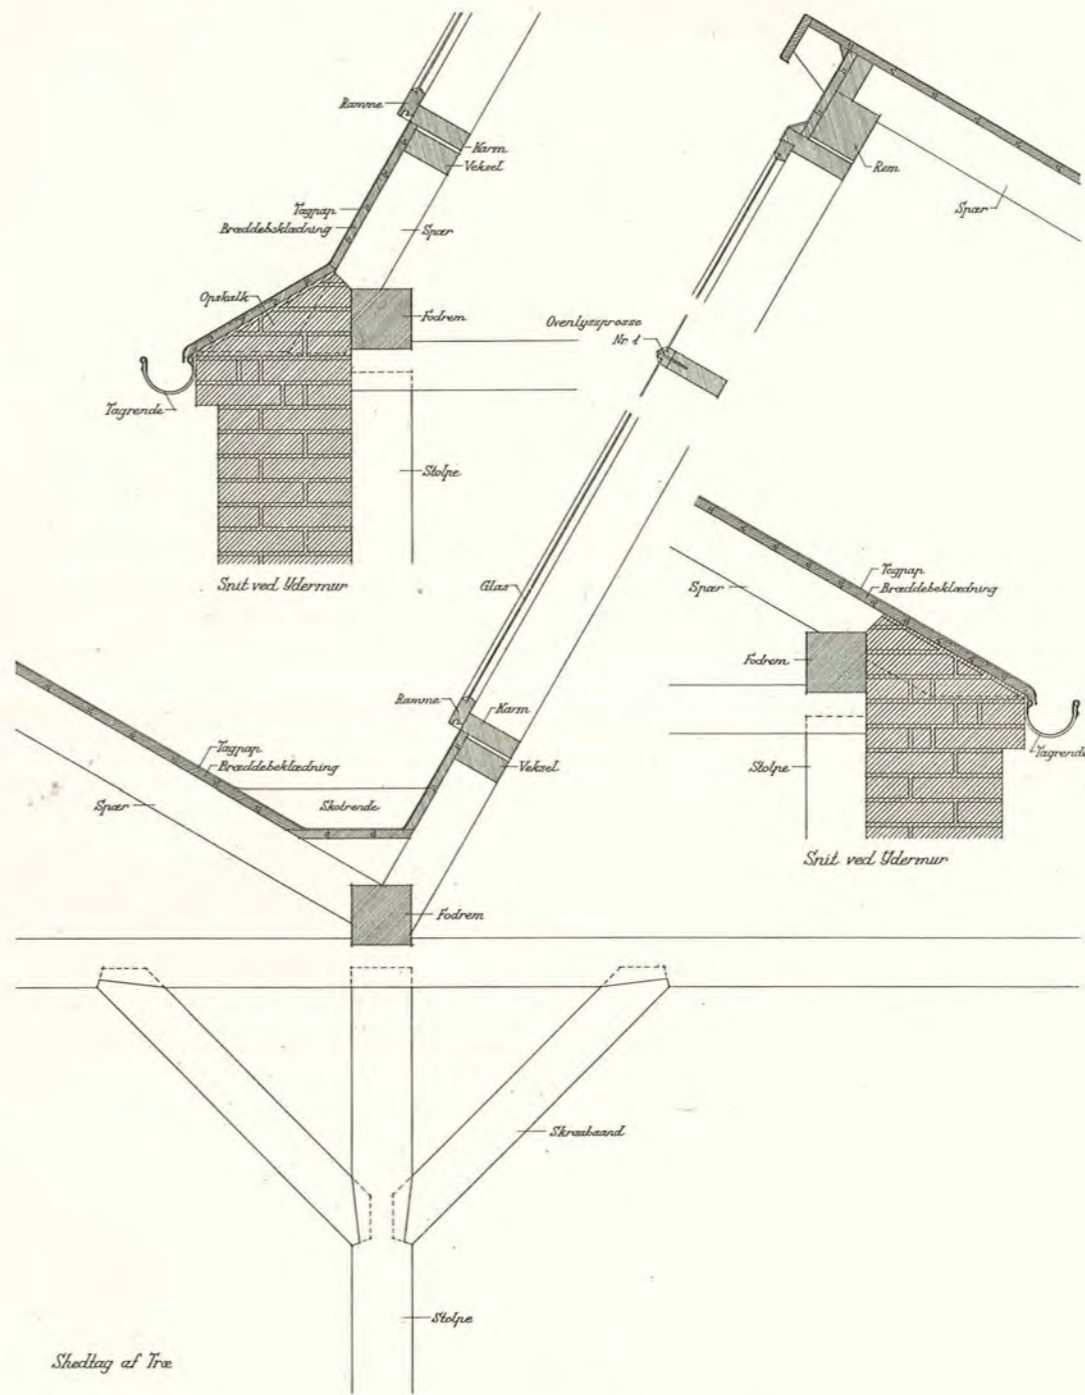 Ramme
Karm
Veksel
Tagpap
Bræddebeklædning
Spær
Opskalk
Fodrem
Tagrende
Stolpe
Snit ved Ydermur
Rem
Spær
Ovenlyssprosse
Nr. 1
Glas
Ramme
Karm
Veksel
Tagpap
Bræddebeklædning
Spær
Skotrende
Fodrem
Tagpap
Bræddebeklædning
Spær
Fodrem
Stolpe
Tagrende
Snit ved Ydermur
Skraabaand
Stolpe
Shedtag af Træ